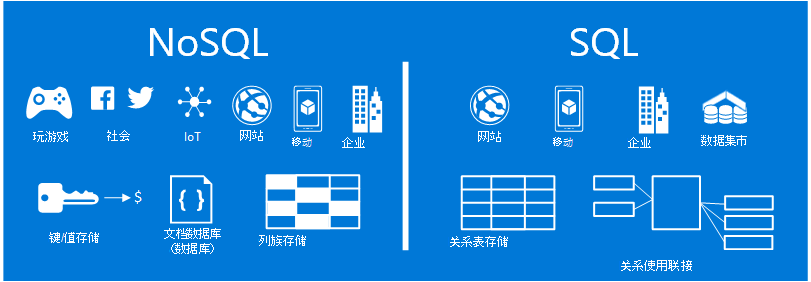 NoSQL
SQL
玩游戏
社会
IoT
网站
移动
企业
网站
移动
企业
数据集市
$
{ }
键/值存储
文档数据库
(数据库)
列族存储
关系表存储
关系使用联接